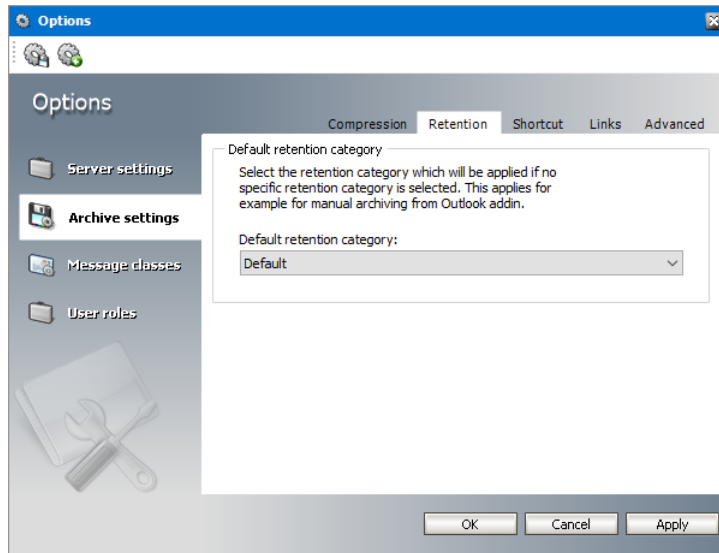 Options
Options
Compression Retention Shortcut Links Advanced
Server settings
Archive settings
Message classes
User roles
Default retention category
Select the retention category which will be applied if no
specific retention category is selected. This applies for
example for manual archiving from Outlook addin.
Default retention category:
Default
OK Cancel Apply